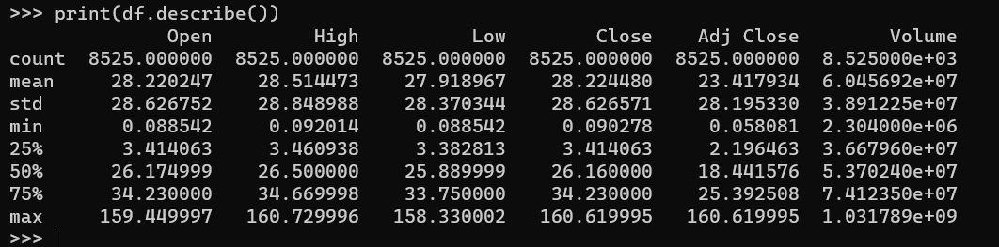 >>> print(df.describe())
              Open         High          Low        Close    Adj Close        Volume
count  8525.000000  8525.000000  8525.000000  8525.000000  8525.000000  8.525000e+03
mean     28.220247    28.514473    27.918967    28.224480    23.417934  6.045692e+07
std      28.626752    28.848988    28.370344    28.626571    28.195330  3.891225e+07
min       0.088542     0.092014     0.088542     0.090278     0.058081  2.304000e+06
25%       3.414063     3.460938     3.382813     3.414063     2.196463  3.667960e+07
50%      26.174999    26.500000    25.889999    26.160000    18.441576  5.370240e+07
75%      34.230000    34.669998    33.750000    34.230000    25.392508  7.412350e+07
max     159.449997   160.729996   158.330002   160.619995   160.619995  1.031789e+09
>>>